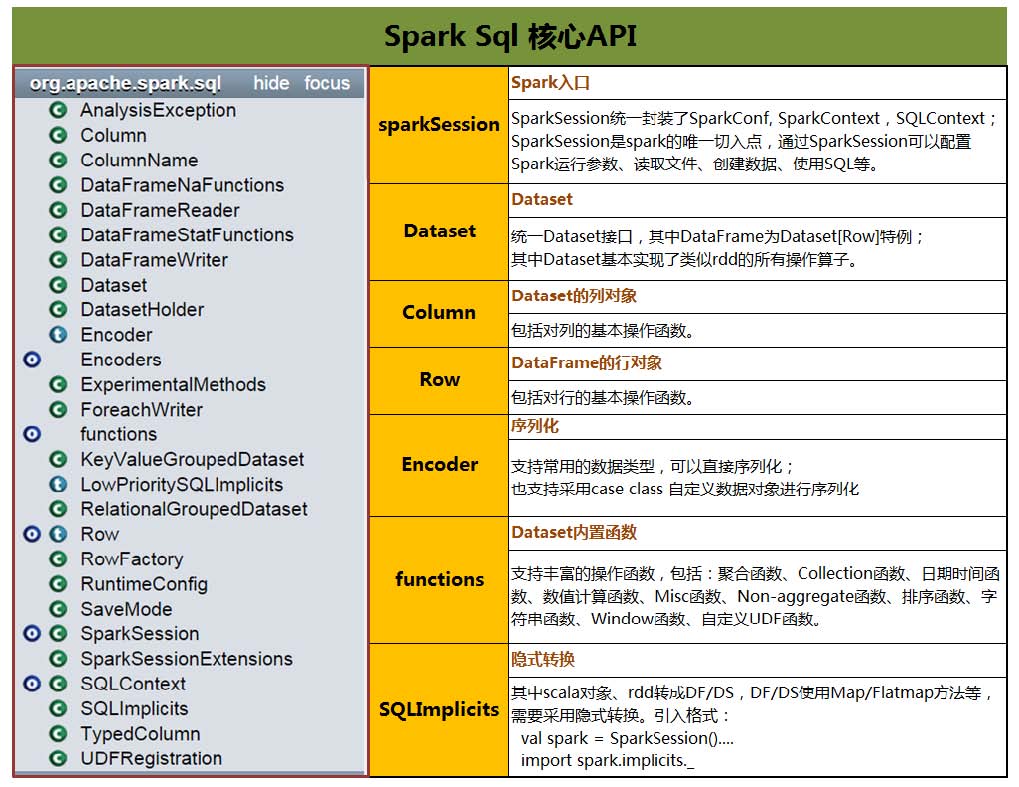 Spark Sql 核心API
org.apache.spark.sql hide focus
AnalysisException
Column
ColumnName
DataFrameNaFunctions
DataFrameReader
DataFrameStatFunctions
DataFrameWriter
Dataset
DatasetHolder
Encoder
Encoders
ExperimentalMethods
ForeachWriter
functions
KeyValueGroupedDataset
LowPrioritySQLImplicits
RelationalGroupedDataset
Row
RowFactory
RuntimeConfig
SaveMode
SparkSession
SparkSessionExtensions
SQLContext
SQLImplicits
TypedColumn
UDFRegistration
sparkSession
Spark入口
SparkSession统一封装了SparkConf, SparkContext，SQLContext；
SparkSession是spark的唯一切入点，通过SparkSession可以配置
Spark运行参数、读取文件、创建数据、使用SQL等。
Dataset
Dataset
统一Dataset接口，其中DataFrame为Dataset[Row]特例；
其中Dataset基本实现了类似rdd的所有操作算子。
Column
Dataset的列对象
包括对列的基本操作函数。
Row
DataFrame的行对象
包括对行的基本操作函数。
Encoder
序列化
支持常用的数据类型，可以直接序列化；
也支持采用case class 自定义数据对象进行序列化
functions
Dataset内置函数
支持丰富的操作函数，包括：聚合函数、Collection函数、日期时间函
数、数值计算函数、Misc函数、Non-aggregate函数、排序函数、字
符串函数、Window函数、自定义UDF函数。
SQLImplicits
隐式转换
其中scala对象、rdd转成DF/DS，DF/DS使用Map/Flatmap方法等，
需要采用隐式转换。引入格式：
val spark = SparkSession()....
import spark.implicits._